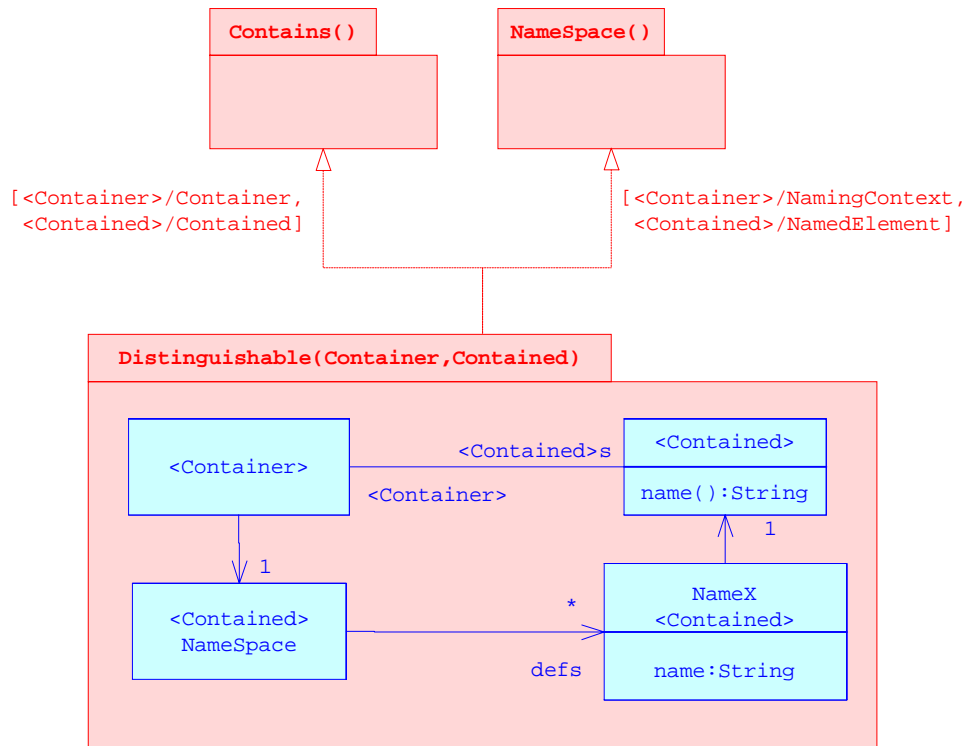 Contains()
NameSpace()
[<Container>/Container,
<Contained>/Contained]
[<Container>/NamingContext,
<Contained>/NamedElement]
Distinguishable(Container,Contained)
<Container>
<Contained>s
<Container>
<Contained>
name():String
1
1
<Contained>
NameSpace
*
defs
NameX
<Contained>
name:String